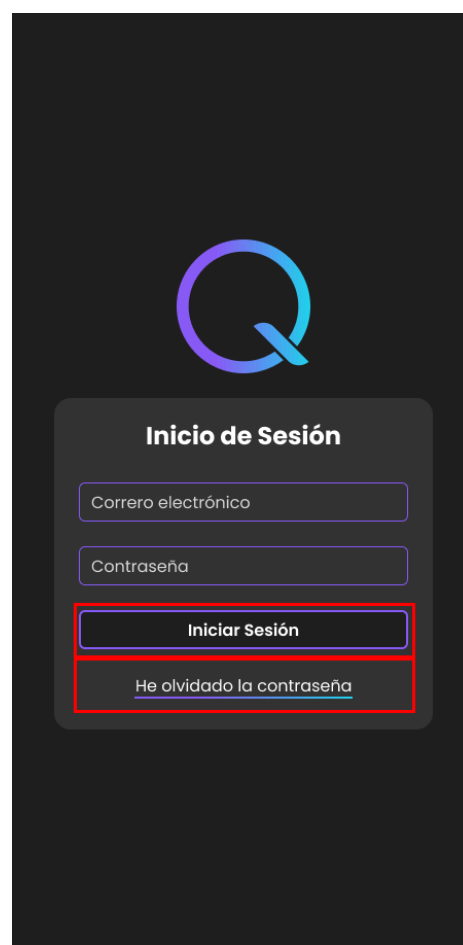 Inicio de Sesión
Correro electrónico
Contraseña
Iniciar Sesión
He olvidado la contraseña